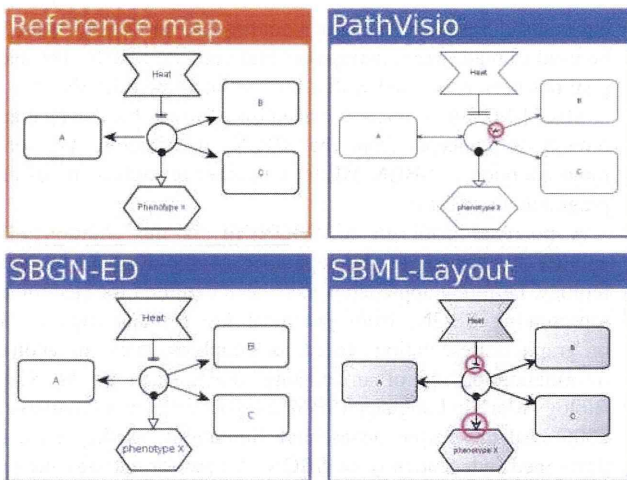 Reference map
Heat
A
B
C
Phenotype X
PathVisio
Heat
A
B
C
phenotype X
SBGN-ED
Heat
A
B
C
phenotype X
SBML-Layout
Heat
A
B
C
phenotype X